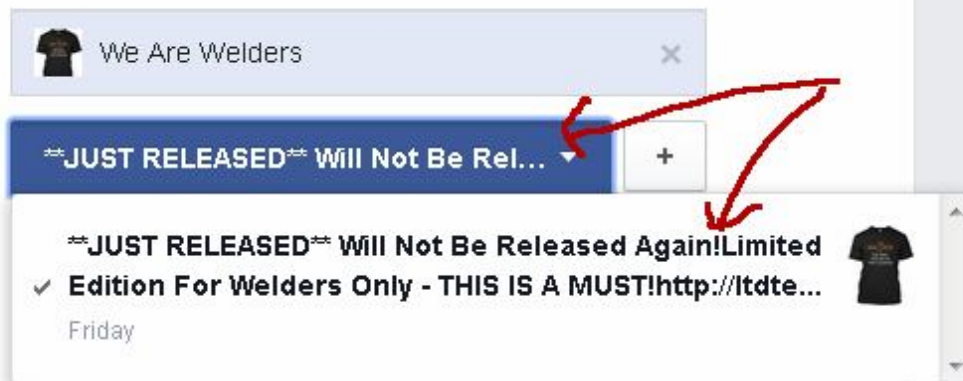 We Are Welders
**JUST RELEASED** Will Not Be Rel...
+
**JUST RELEASED** Will Not Be Released Again!Limited
Edition For Welders Only - THIS IS A MUST!http://ltdte...
Friday